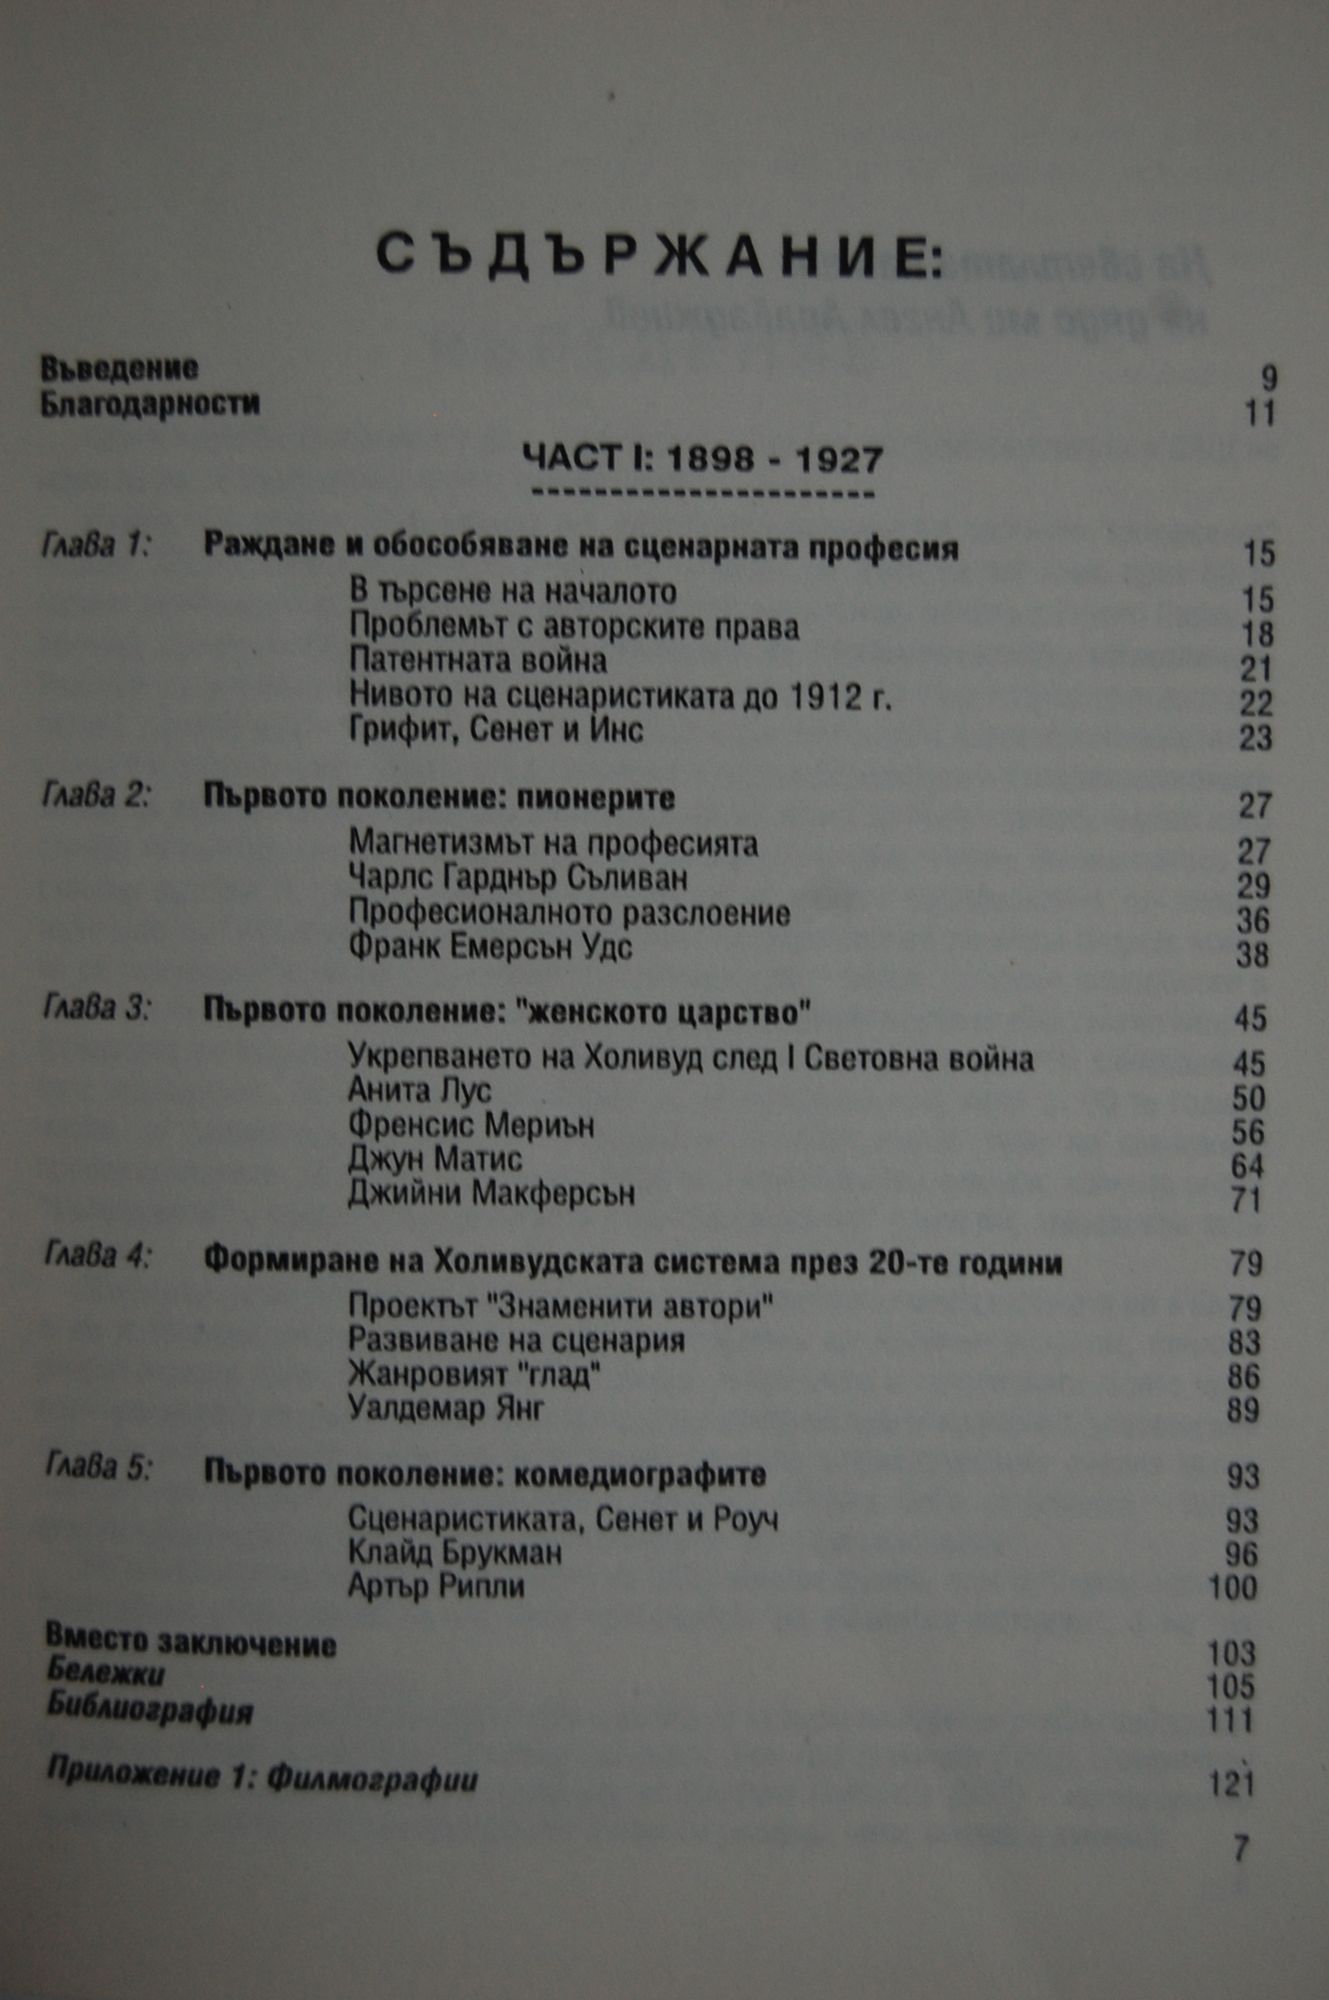 СЪДЪРЖАНИЕ:
Въведение 9
Благодарности 11
ЧАСТ I: 1898 - 1927
----------------------
Глава 1: Раждане и обособяване на сценарната професия 15
В търсене на началото 15
Проблемът с авторските права 18
Патентната война 21
Нивото на сценаристиката до 1912 г. 22
Грифит, Сенет и Инс 23
Глава 2: Първото поколение: пионерите 27
Магнетизмът на професията 27
Чарлс Гарднър Съливан 29
Професионалното разслоение 36
Франк Емерсън Удс 38
Глава 3: Първото поколение: "женското царство" 45
Укрепването на Холивуд след I Световна война 45
Анита Лус 50
Френсис Мериън 56
Джун Матис 64
Джийни Макферсън 71
Глава 4: Формиране на Холивудската система през 20-те години 79
Проектът "Знаменити автори" 79
Развиване на сценария 83
Жанровият "глад" 86
Уалдемар Янг 89
Глава 5: Първото поколение: комедиографите 93
Сценаристиката, Сенет и Роуч 93
Клайд Брукман 96
Артър Рипли 100
Вместо заключение 103
Бележки 105
Библиография 111
Приложение 1: Филмографии 121
7